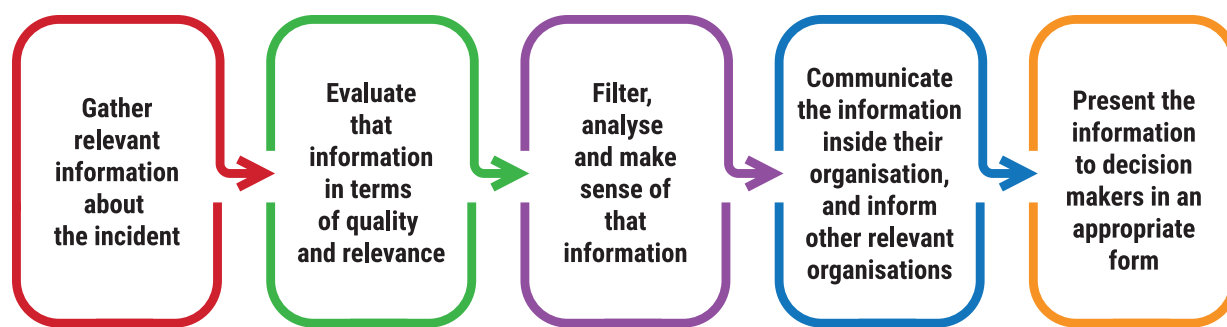 Gather
relevant
information
about
the incident
Evaluate
that
information
in terms
of quality
and relevance
Filter,
analyse
and make
sense of
that
information
Communicate
the information
inside their
organisation,
and inform
other relevant
organisations
Present the
information
to decision
makers in an
appropriate
form